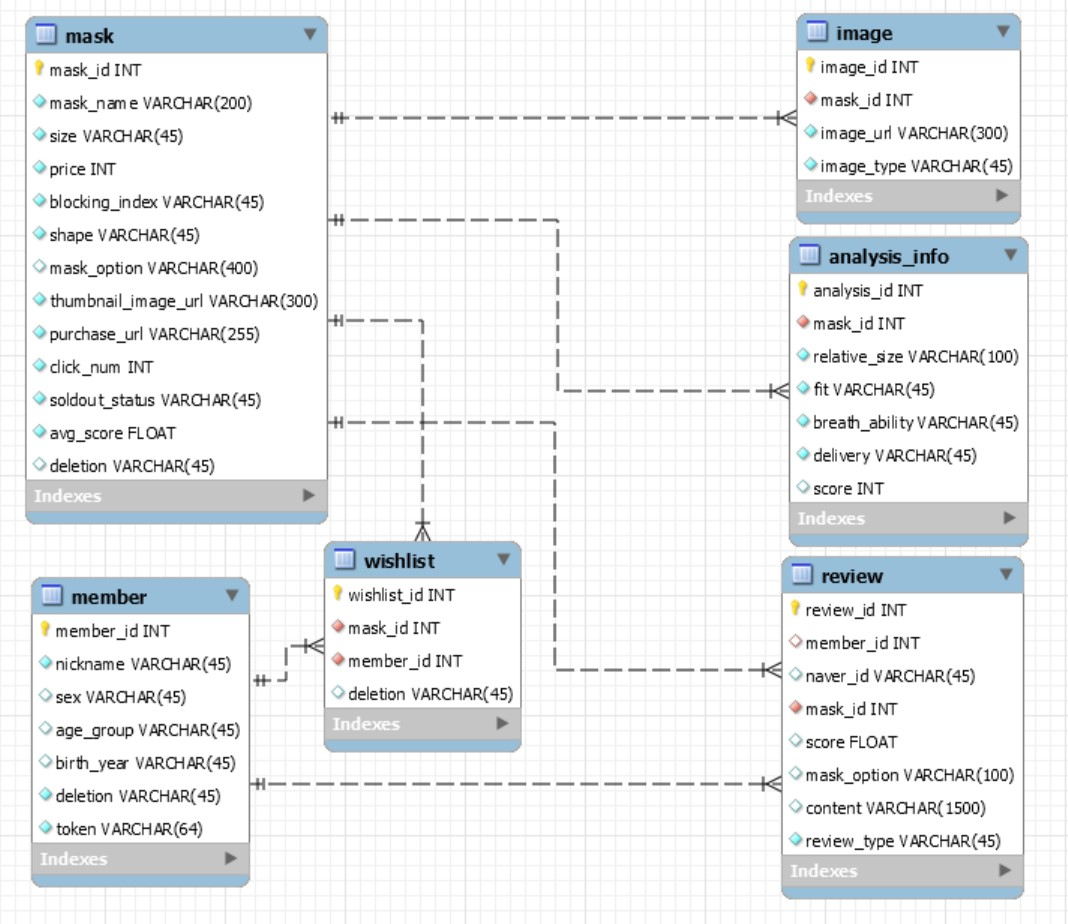 mask
mask_id INT
mask_name VARCHAR(200)
size VARCHAR(45)
price INT
blocking_index VARCHAR(45)
shape VARCHAR(45)
mask_option VARCHAR(400)
thumbnail_image_url VARCHAR(300)
purchase_url VARCHAR(255)
click_num INT
soldout_status VARCHAR(45)
avg_score FLOAT
deletion VARCHAR(45)
Indexes
image
image_id INT
mask_id INT
image_url VARCHAR(300)
image_type VARCHAR(45)
Indexes
analysis_info
analysis_id INT
mask_id INT
relative_size VARCHAR(100)
fit VARCHAR(45)
breath_ability VARCHAR(45)
delivery VARCHAR(45)
score INT
Indexes
wishlist
wishlist_id INT
mask_id INT
member_id INT
deletion VARCHAR(45)
Indexes
member
member_id INT
nickname VARCHAR(45)
sex VARCHAR(45)
age_group VARCHAR(45)
birth_year VARCHAR(45)
deletion VARCHAR(45)
token VARCHAR(64)
Indexes
review
review_id INT
member_id INT
naver_id VARCHAR(45)
mask_id INT
score FLOAT
mask_option VARCHAR(100)
content VARCHAR(1500)
review_type VARCHAR(45)
Indexes